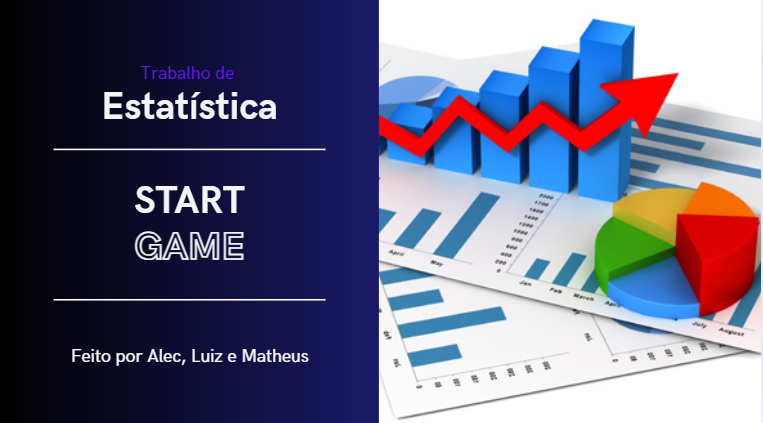 Trabalho de
Estatística
START
GAME
Feito por Alec, Luiz e Matheus
April
May
2000
1800
1600
1400
1200
1000
800
600
400
200
0
Jan
Feb
March
July
August